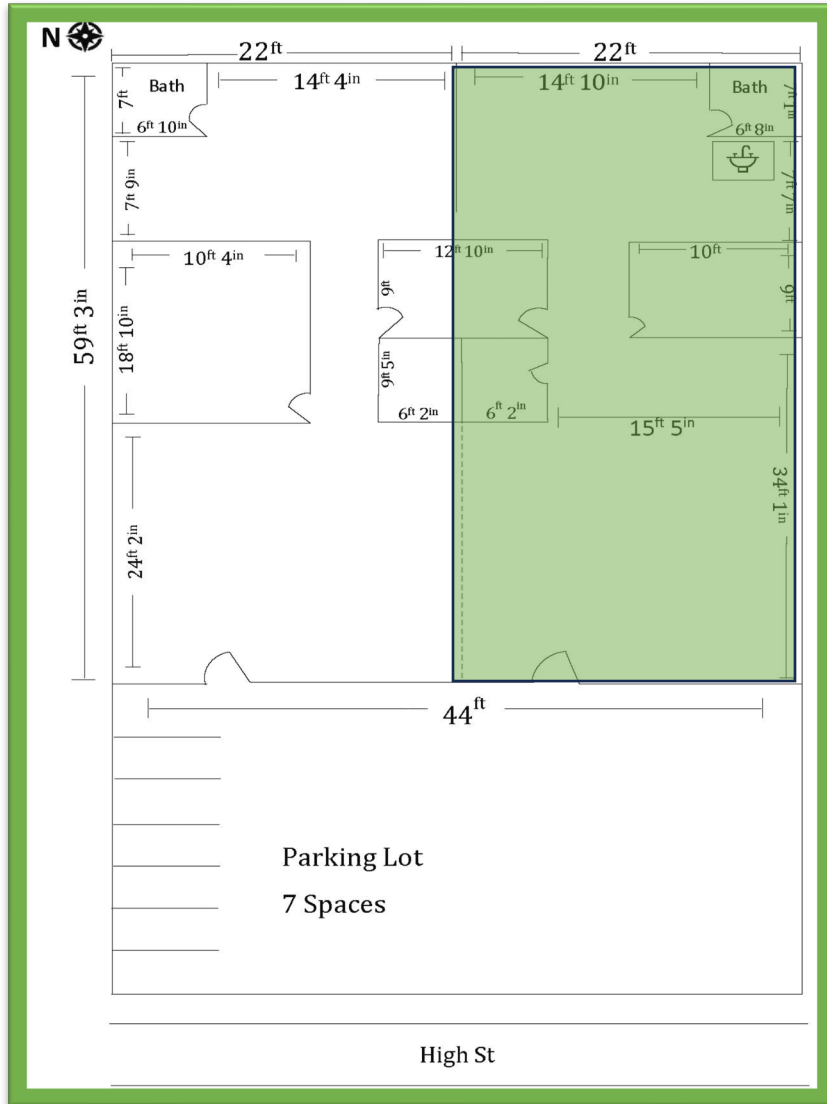 N
22ft 22ft
14ft 4in 14ft 10in
Bath Bath
7ft 7ft 1in
6ft 10in 6ft 8in
7ft 9in 7ft 7in
10ft 4in 12ft 10in 10ft
9ft 9ft
59ft 3in
18ft 10in
9ft 5in
6ft 2in 6ft 2in
15ft 5in
34ft 1in
24ft 2in
44ft
Parking Lot
7 Spaces
High St